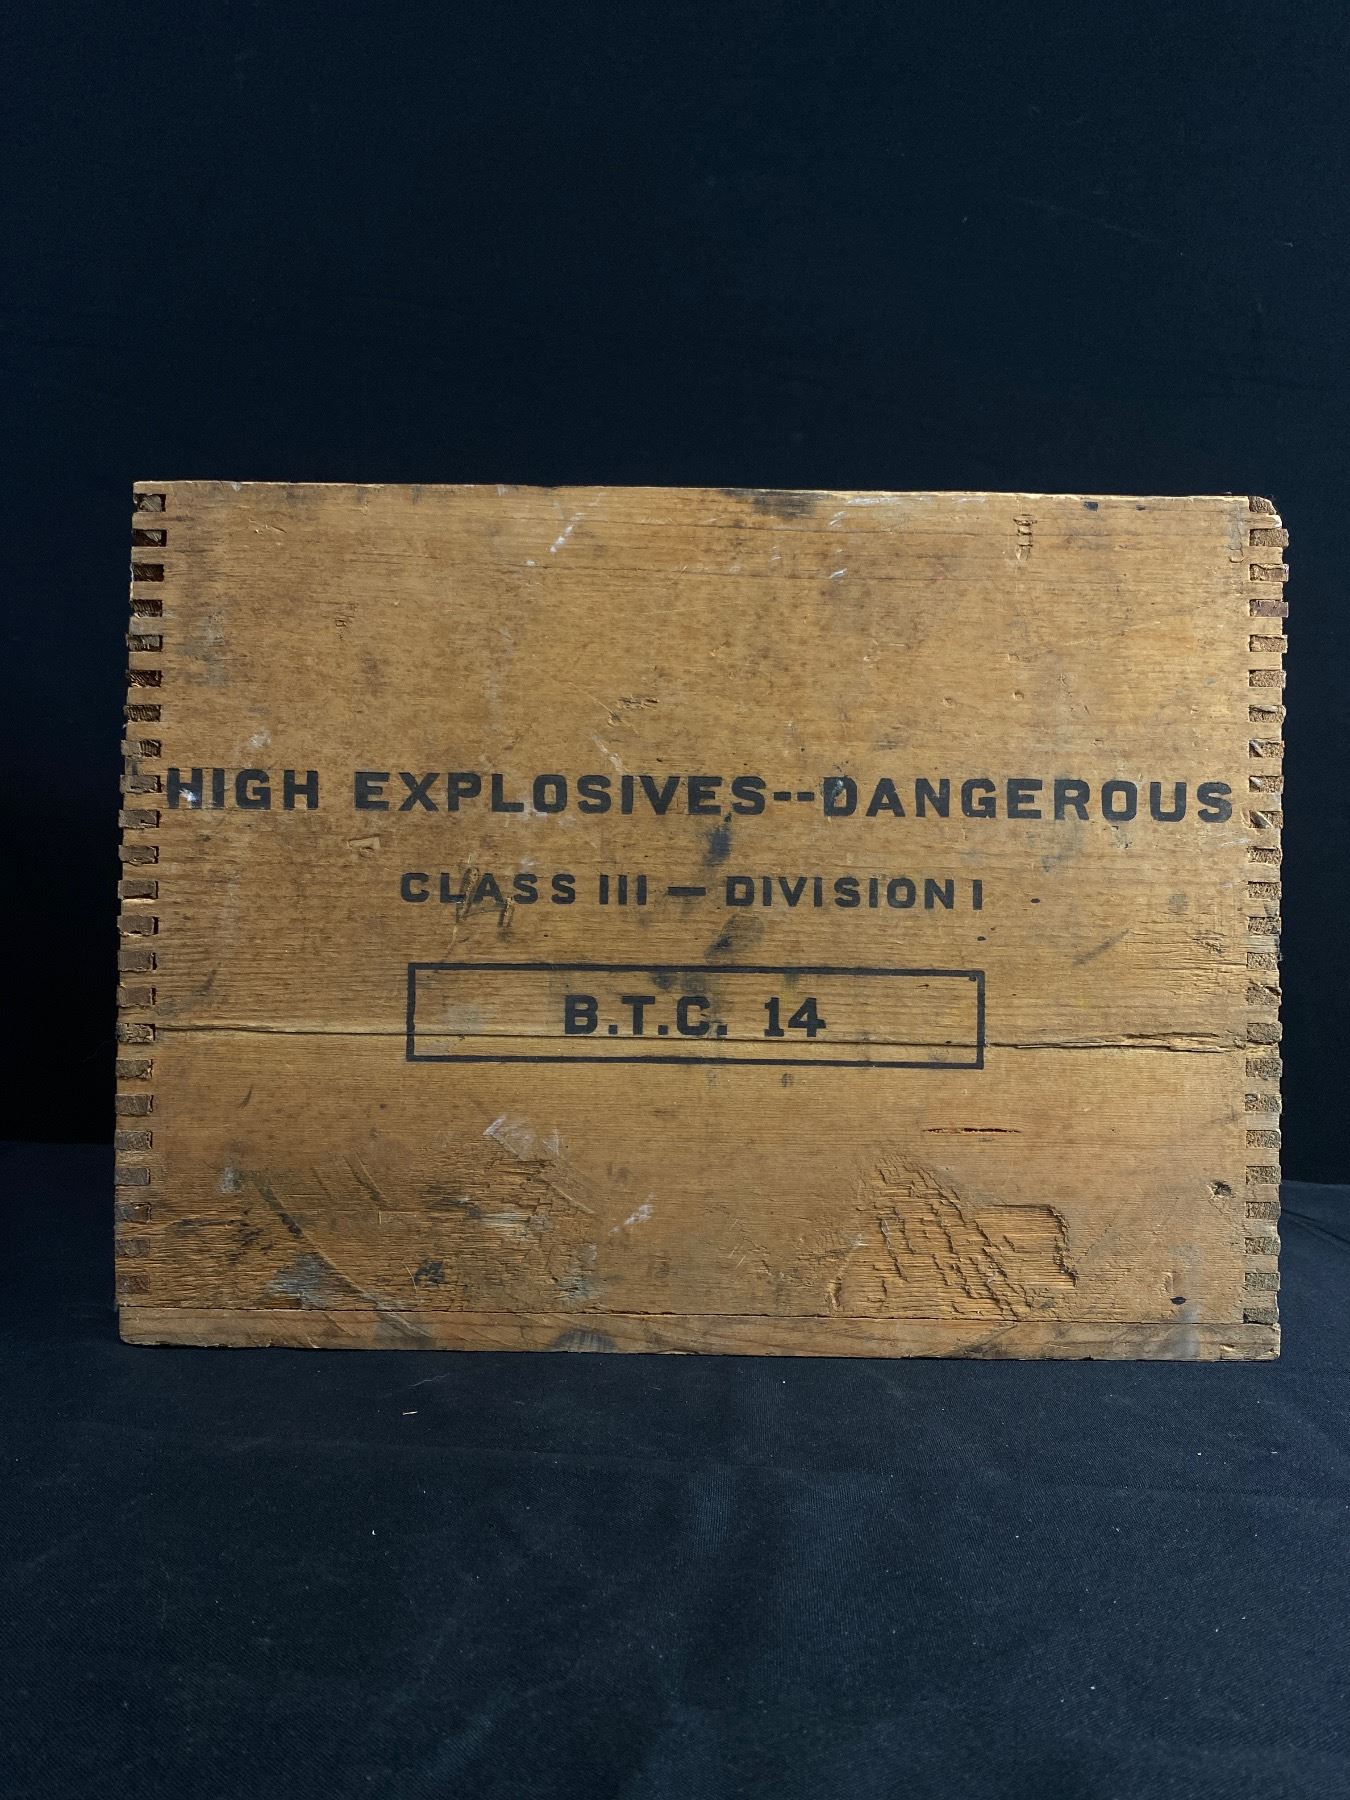 HIGH EXPLOSIVES--DANGEROUS
CLASS III — DIVISION I
B.T.C. 14